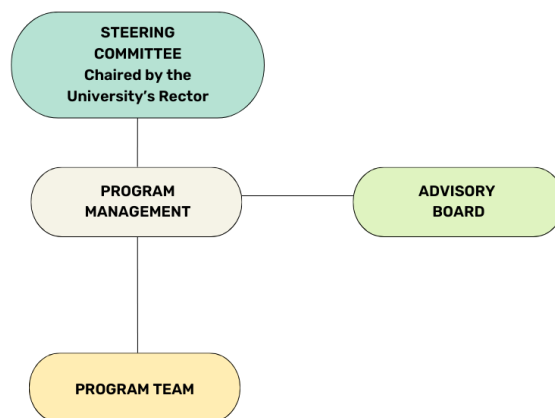 STEERING
COMMITTEE
Chaired by the
University’s Rector
PROGRAM
MANAGEMENT
ADVISORY
BOARD
PROGRAM TEAM